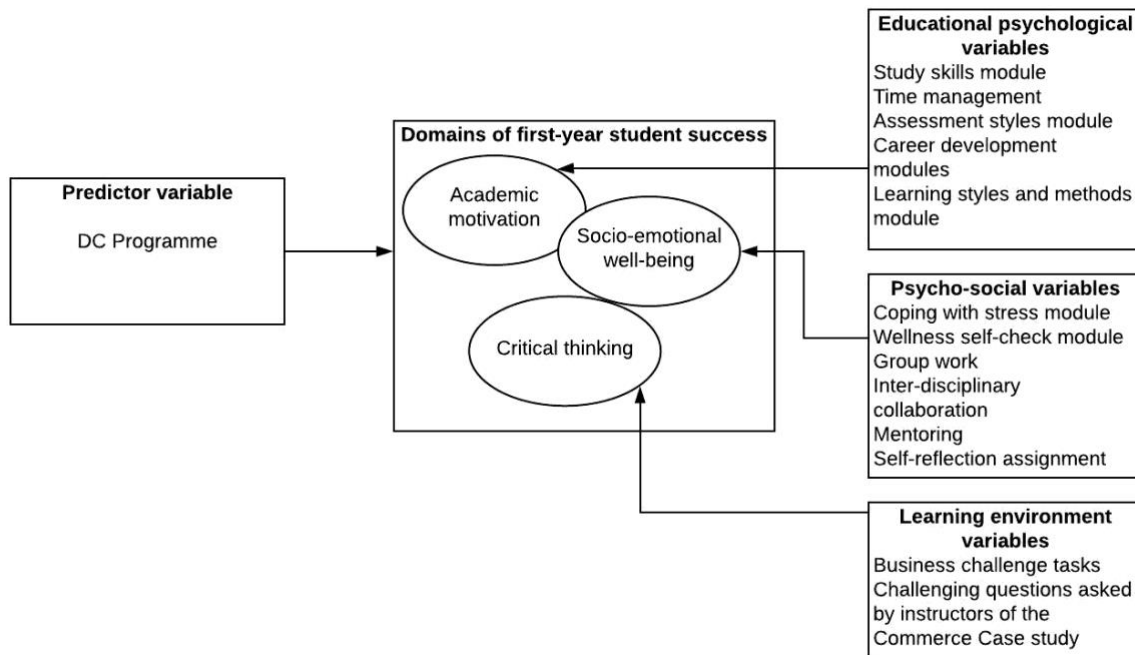 Predictor variable
DC Programme
Domains of first-year student success
Academic
motivation
Socio-emotional
well-being
Critical thinking
Educational psychological
variables
Study skills module
Time management
Assessment styles module
Career development
modules
Learning styles and methods
module
Psycho-social variables
Coping with stress module
Wellness self-check module
Group work
Inter-disciplinary
collaboration
Mentoring
Self-reflection assignment
Learning environment
variables
Business challenge tasks
Challenging questions asked
by instructors of the
Commerce Case study